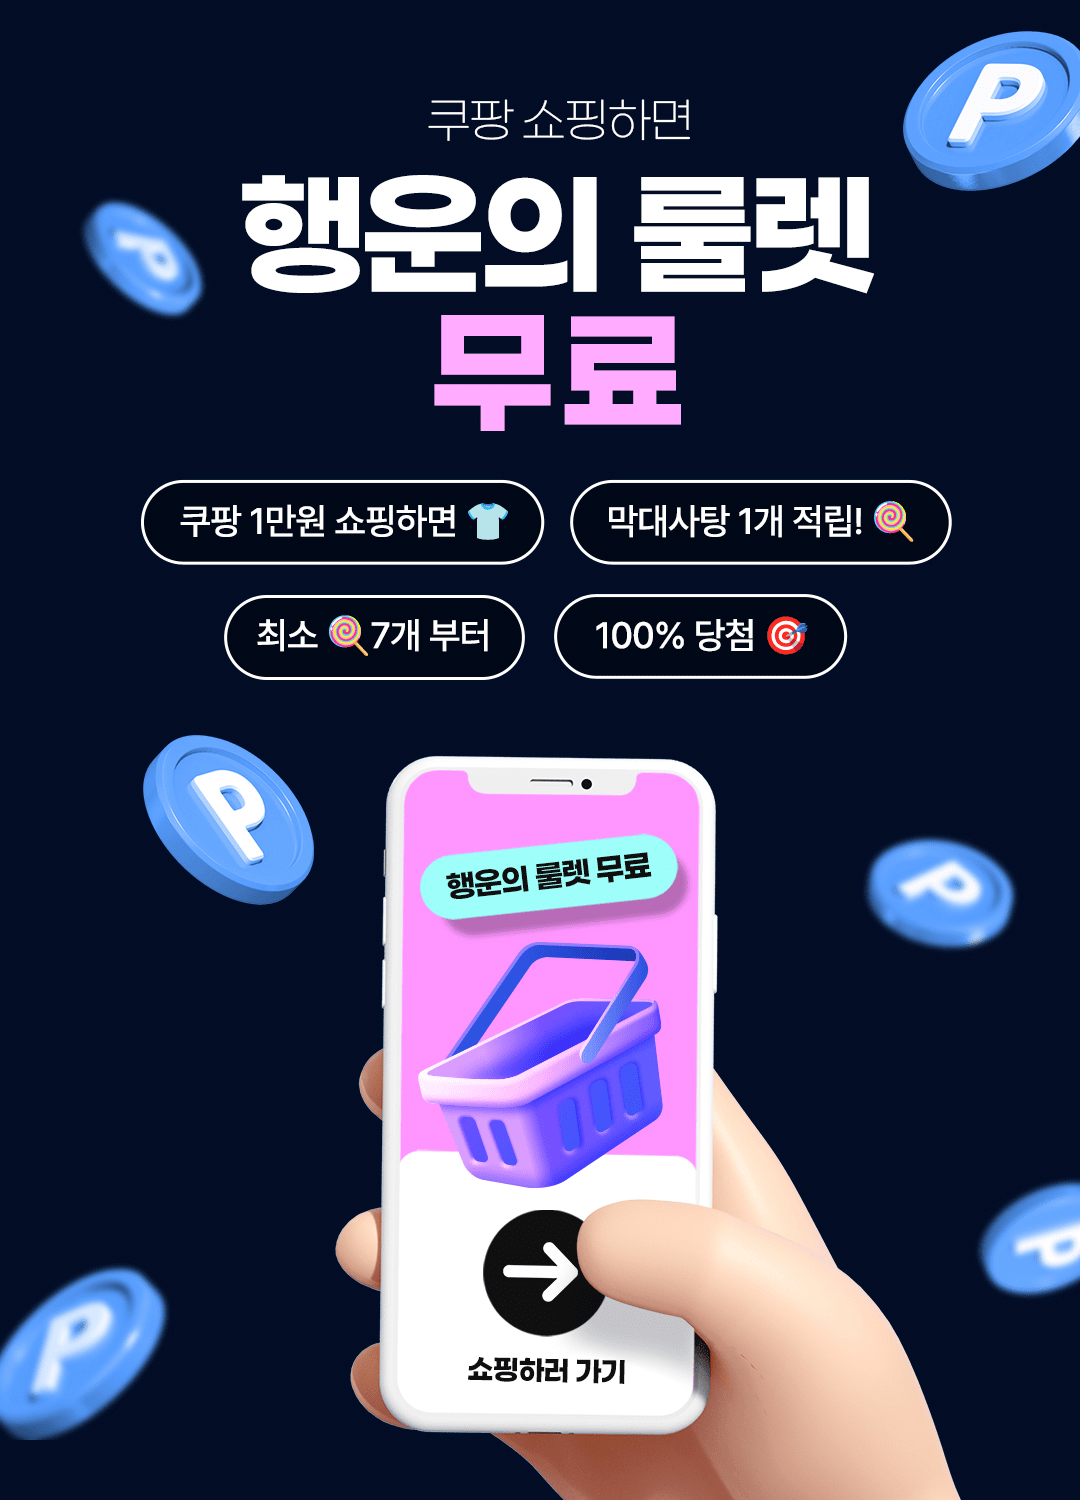 쿠팡 쇼핑하면
행운의 룰렛
무료
쿠팡 1만원 쇼핑하면 👕
막대사탕 1개 적립! 🍭
최소 🍭7개 부터
100% 당첨 🎯
P
P
P
P
P
P
행운의 룰렛 무료
쇼핑하러 가기